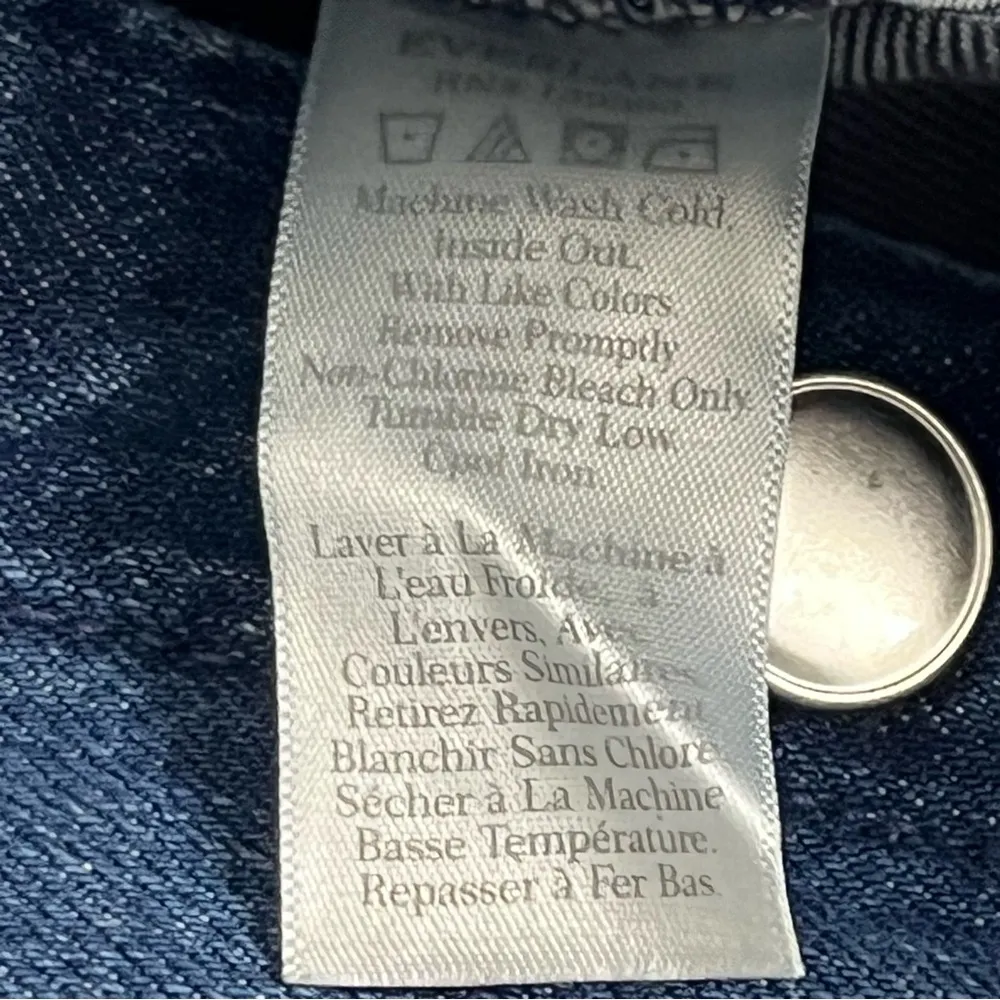 EVERLANE
Machine Wash Cold,
Inside Out,
With Like Colors
Remove Promptly
Non-Chlorine Bleach Only.
Tumble Dry Low.
Cool Iron.
Laver à La Machine à
L'eau Froide à
L'envers, Avec
Couleurs Similaires
Retirez Rapidement
Blanchir Sans Chlore
Sécher à La Machine
Basse Température.
Repasser à Fer Bas.